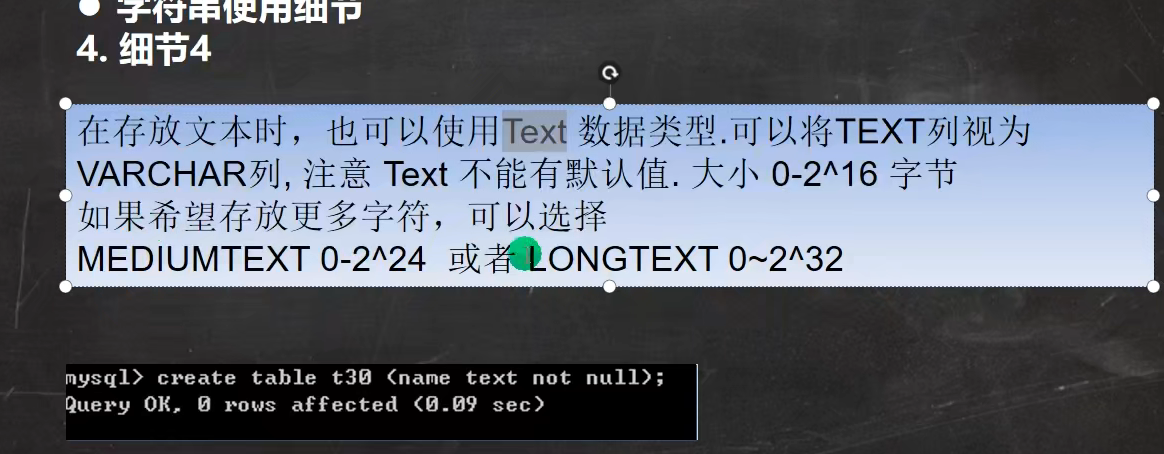 ● 字符串使用细节
4. 细节4
在存放文本时，也可以使用Text 数据类型.可以将TEXT列视为
VARCHAR列, 注意 Text 不能有默认值. 大小 0-2^16 字节
如果希望存放更多字符，可以选择
MEDIUMTEXT 0-2^24 或者 LONGTEXT 0~2^32
mysql> create table t30 (name text not null);
Query OK, 0 rows affected (0.09 sec)